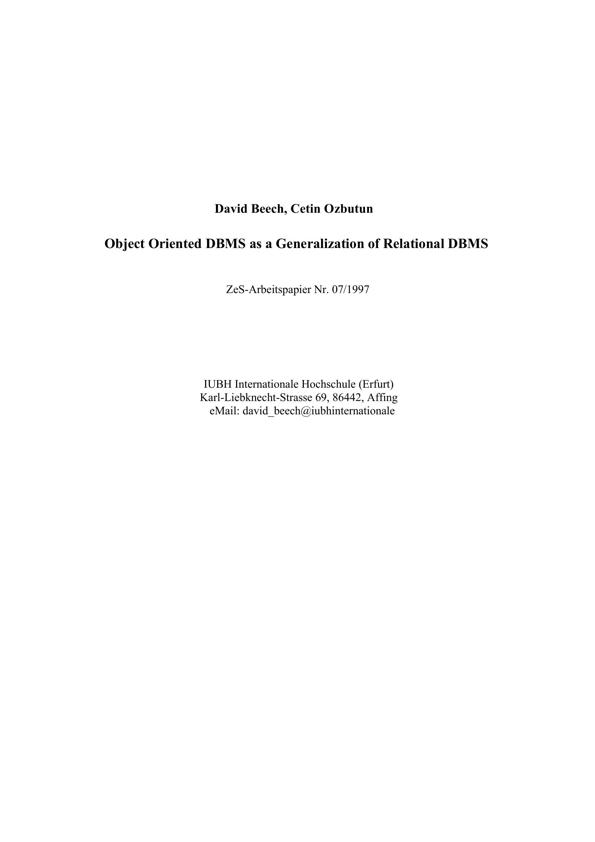 David Beech, Cetin Ozbutun
Object Oriented DBMS as a Generalization of Relational DBMS
ZeS-Arbeitspapier Nr. 07/1997
IUBH Internationale Hochschule (Erfurt)
Karl-Liebknecht-Strasse 69, 86442, Affing
eMail: david_beech@iubhinternationale